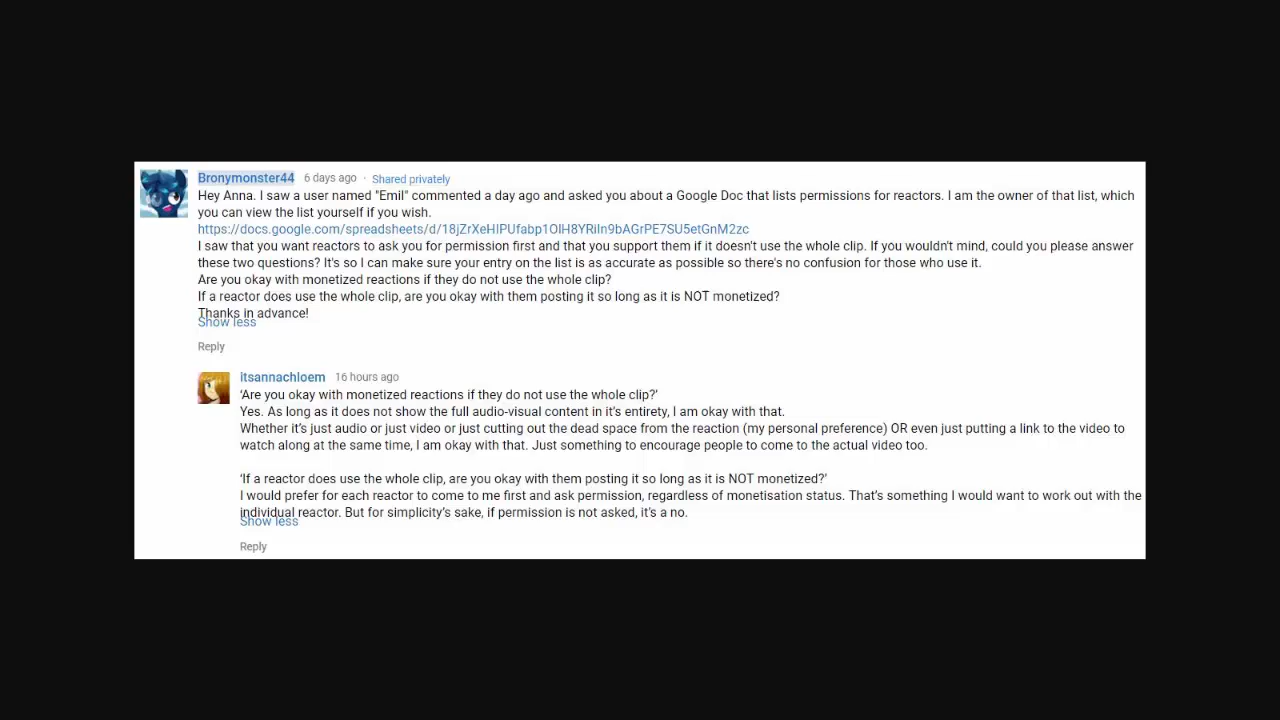 Bronymonster44 6 days ago · Shared privately
Hey Anna. I saw a user named "Emil" commented a day ago and asked you about a Google Doc that lists permissions for reactors. I am the owner of that list, which
you can view the list yourself if you wish.
https://docs.google.com/spreadsheets/d/18jZrXeHIPUfabp1OlH8YRiIn9bAGrPE7SU5etGnM2zc
I saw that you want reactors to ask you for permission first and that you support them if it doesn't use the whole clip. If you wouldn't mind, could you please answer
these two questions? It's so I can make sure your entry on the list is as accurate as possible so there's no confusion for those who use it.
Are you okay with monetized reactions if they do not use the whole clip?
If a reactor does use the whole clip, are you okay with them posting it so long as it is NOT monetized?
Thanks in advance!
Show less
Reply
itsannachloem 16 hours ago
‘Are you okay with monetized reactions if they do not use the whole clip?’
Yes. As long as it does not show the full audio-visual content in it’s entirety, I am okay with that.
Whether it’s just audio or just video or just cutting out the dead space from the reaction (my personal preference) OR even just putting a link to the video to
watch along at the same time, I am okay with that. Just something to encourage people to come to the actual video too.
‘If a reactor does use the whole clip, are you okay with them posting it so long as it is NOT monetized?’
I would prefer for each reactor to come to me first and ask permission, regardless of monetisation status. That’s something I would want to work out with the
individual reactor. But for simplicity’s sake, if permission is not asked, it’s a no.
Show less
Reply